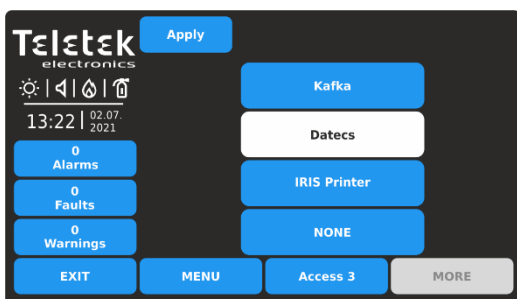 Teletek
electronics
Apply
13:22
02.07.
2021
0
Alarms
0
Faults
0
Warnings
Kafka
Datecs
IRIS Printer
NONE
EXIT
MENU
Access 3
MORE